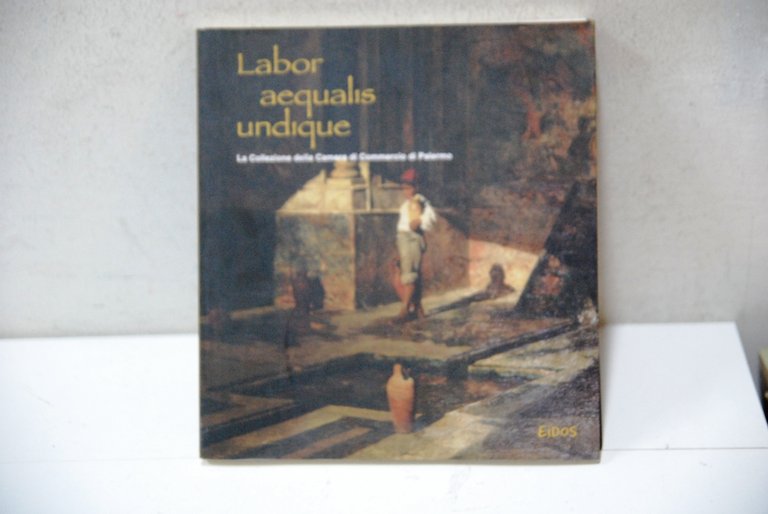 Labor
aequalis
undique
La Collezione della Camera di Commercio di Palermo
EiDOS